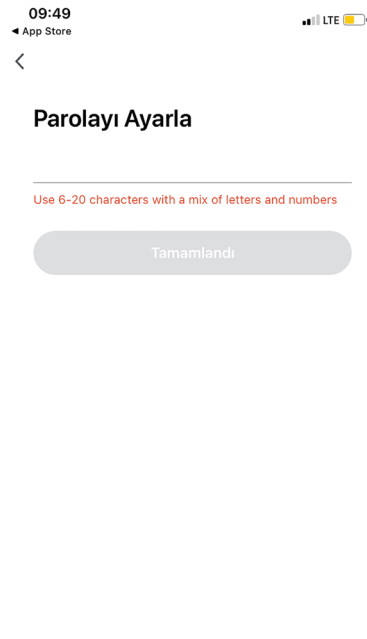 09:49
LTE
◀ App Store
Parolayı Ayarla
Use 6-20 characters with a mix of letters and numbers
Tamamlandı